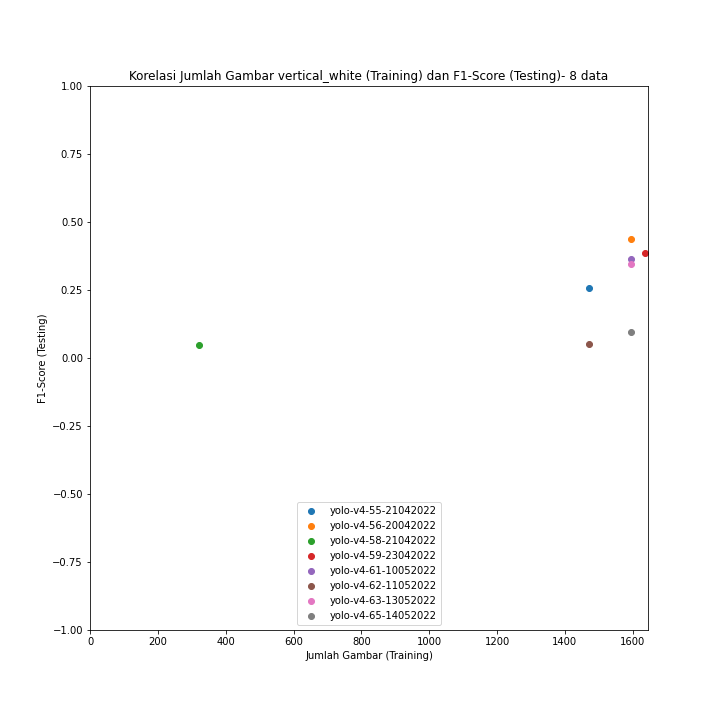 Korelasi Jumlah Gambar vertical_white (Training) dan F1-Score (Testing)- 8 data
1.00
0.75
0.50
0.25
0.00
−0.25
−0.50
−0.75
−1.00
F1-Score (Testing)
yolo-v4-55-21042022
yolo-v4-56-20042022
yolo-v4-58-21042022
yolo-v4-59-23042022
yolo-v4-61-10052022
yolo-v4-62-11052022
yolo-v4-63-13052022
yolo-v4-65-14052022
0 200 400 600 800 1000 1200 1400 1600
Jumlah Gambar (Training)